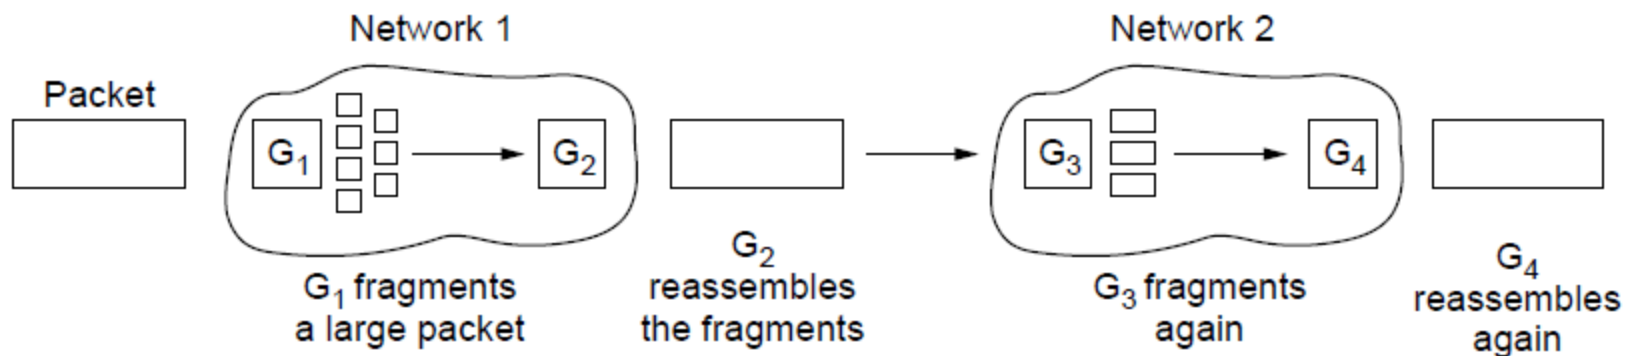 Network 1
Network 2
Packet
G1
G2
G3
G4
G1 fragments
a large packet
G2
reassembles
the fragments
G3 fragments
again
G4
reassembles
again